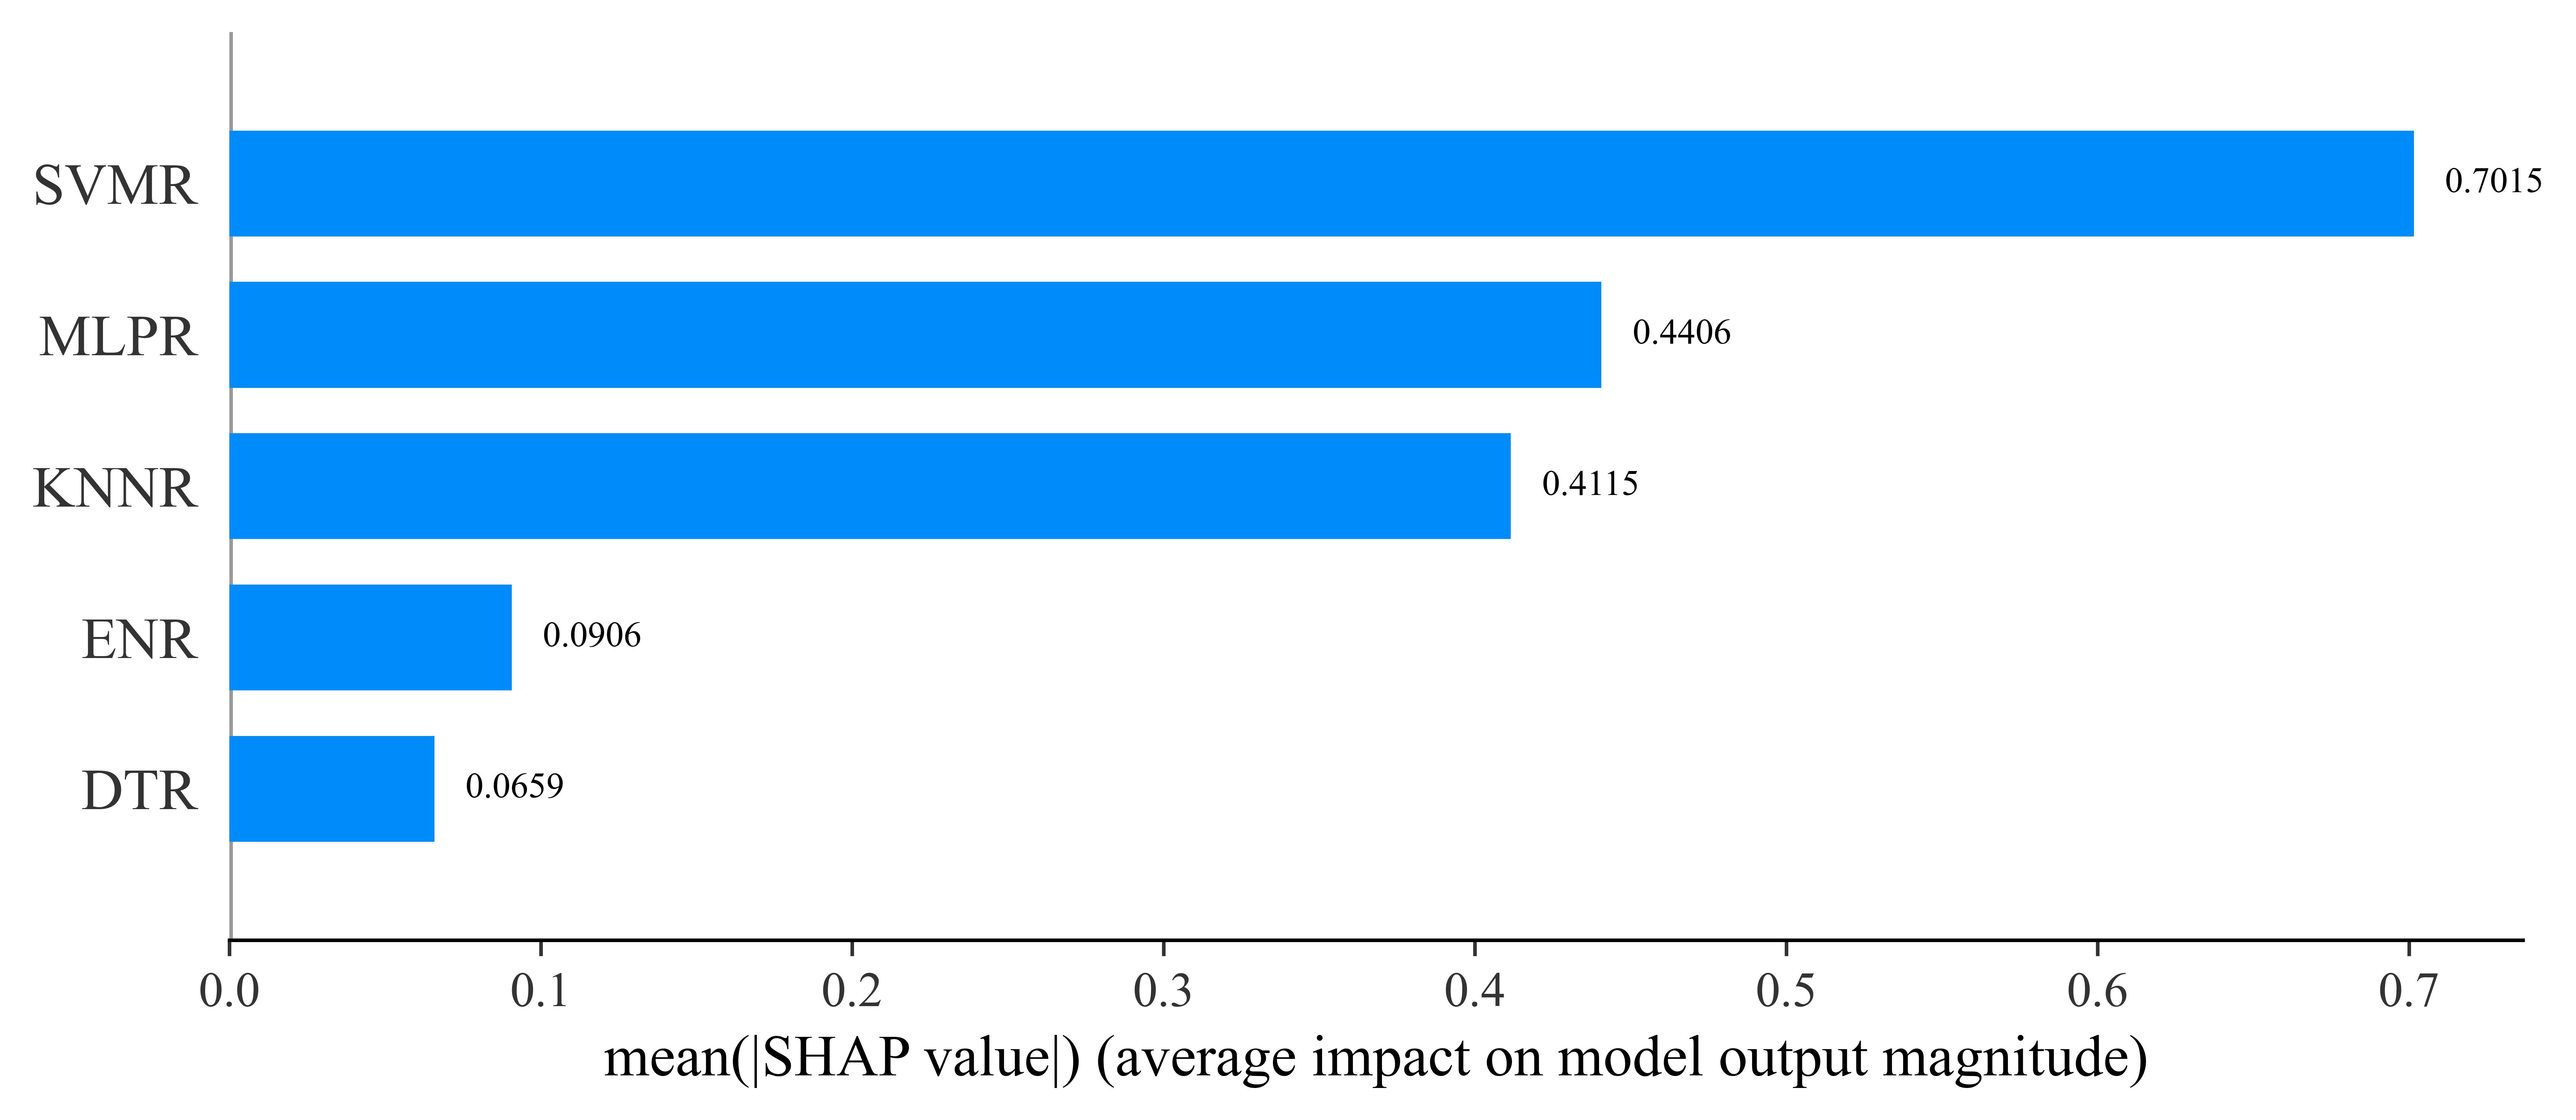 SVMR 0.7015
MLPR 0.4406
KNNR 0.4115
ENR 0.0906
DTR 0.0659
0.0 0.1 0.2 0.3 0.4 0.5 0.6 0.7
mean(|SHAP value|) (average impact on model output magnitude)